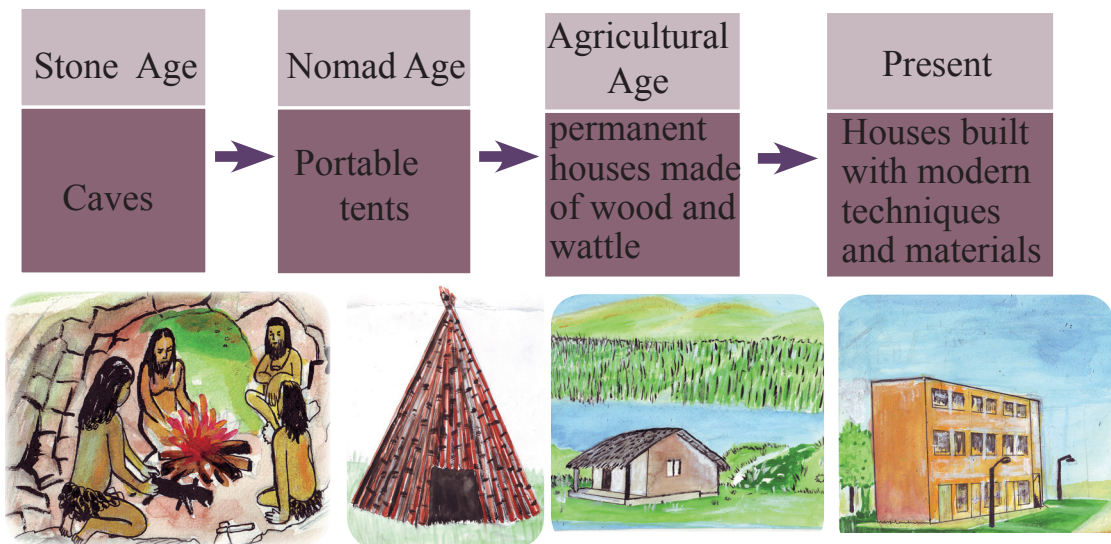 Stone Age
Caves
Nomad Age
Portable
tents
Agricultural
Age
permanent
houses made
of wood and
wattle
Present
Houses built
with modern
techniques
and materials